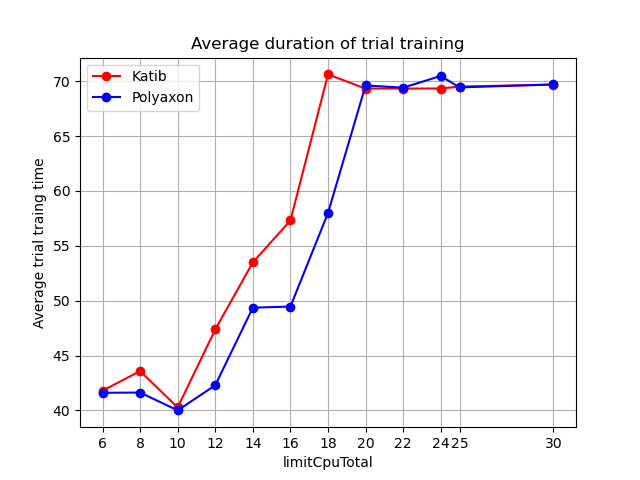 Average duration of trial training
Katib
Polyaxon
Average trial traing time
70
65
60
55
50
45
40
6 8 10 12 14 16 18 20 22 24 25 30
limitCpuTotal